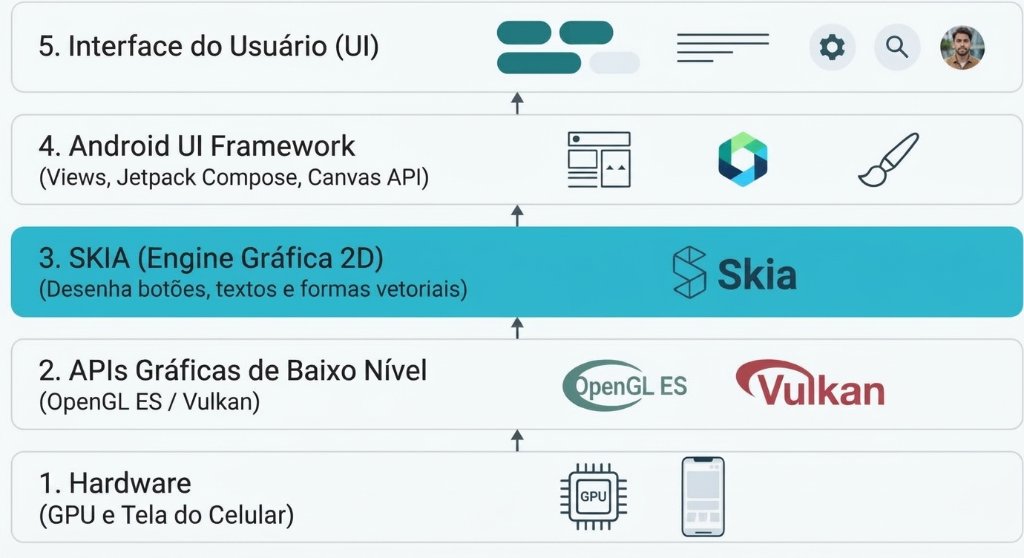 5. Interface do Usuário (UI)
4. Android UI Framework
(Views, Jetpack Compose, Canvas API)
3. SKIA (Engine Gráfica 2D)
(Desenha botões, textos e formas vetoriais)
Skia
2. APIs Gráficas de Baixo Nível
(OpenGL ES / Vulkan)
OpenGL ES
Vulkan
1. Hardware
(GPU e Tela do Celular)
GPU